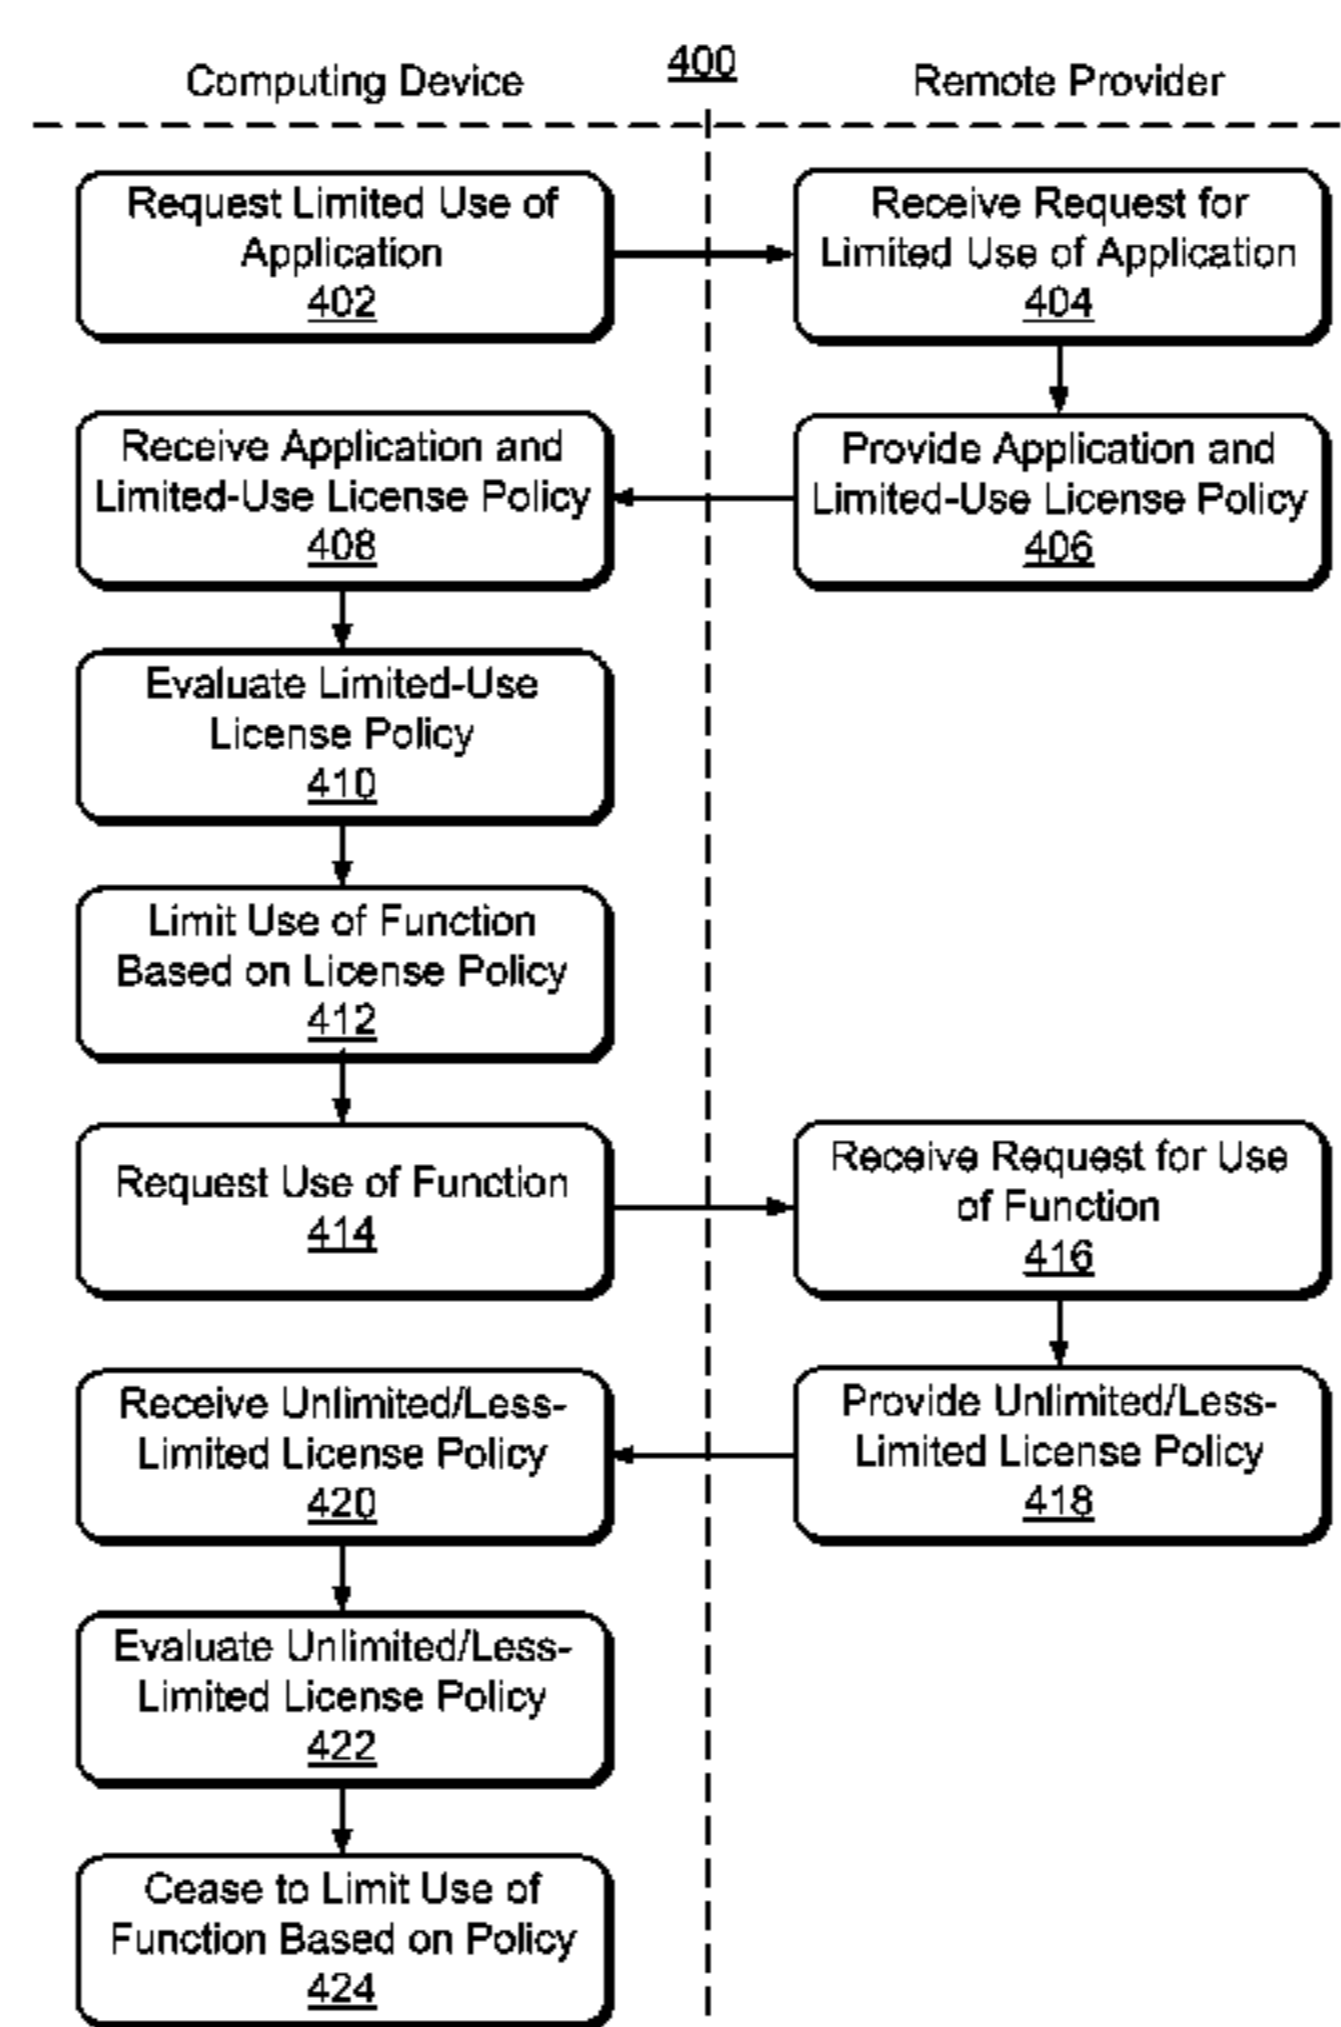 400
Computing Device
Remote Provider
Request Limited Use of
Application
402
Receive Request for
Limited Use of Application
404
Provide Application and
Limited-Use License Policy
406
Receive Application and
Limited-Use License Policy
408
Evaluate Limited-Use
License Policy
410
Limit Use of Function
Based on License Policy
412
Request Use of Function
414
Receive Request for Use
of Function
416
Provide Unlimited/Less-
Limited License Policy
418
Receive Unlimited/Less-
Limited License Policy
420
Evaluate Unlimited/Less-
Limited License Policy
422
Cease to Limit Use of
Function Based on Policy
424